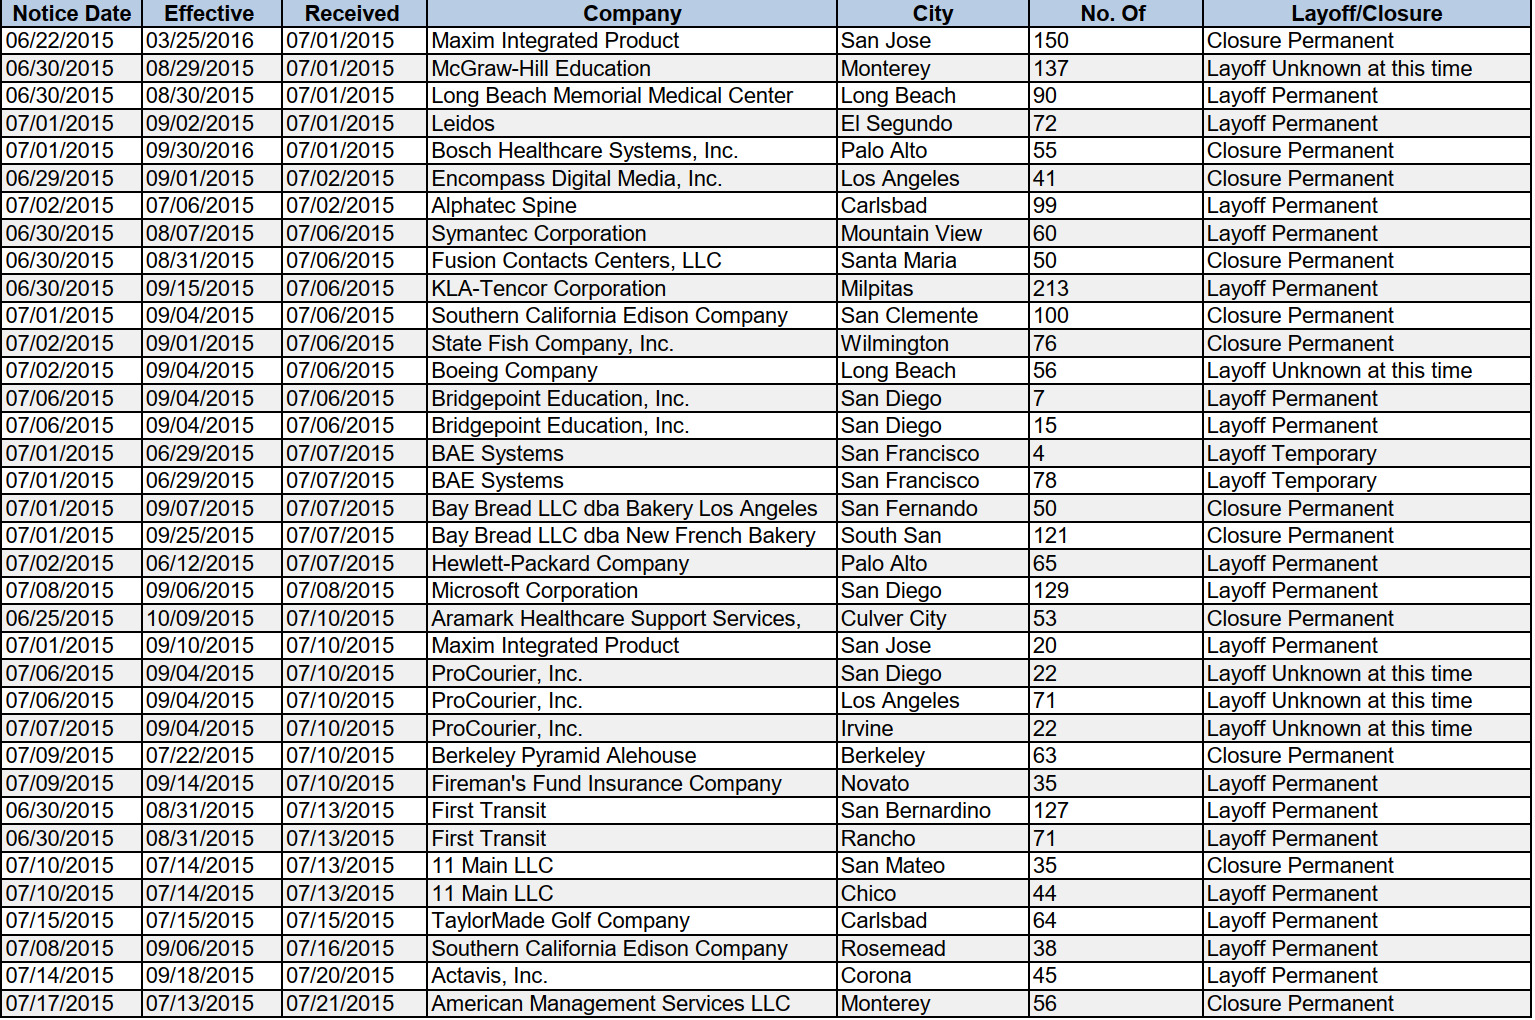 Notice Date Effective Received Company City No. Of Layoff/Closure
06/22/2015 03/25/2016 07/01/2015 Maxim Integrated Product San Jose 150 Closure Permanent
06/30/2015 08/29/2015 07/01/2015 McGraw-Hill Education Monterey 137 Layoff Unknown at this time
06/30/2015 08/30/2015 07/01/2015 Long Beach Memorial Medical Center Long Beach 90 Layoff Permanent
07/01/2015 09/02/2015 07/01/2015 Leidos El Segundo 72 Layoff Permanent
07/01/2015 09/30/2016 07/01/2015 Bosch Healthcare Systems, Inc. Palo Alto 55 Closure Permanent
06/29/2015 09/01/2015 07/02/2015 Encompass Digital Media, Inc. Los Angeles 41 Closure Permanent
07/02/2015 07/06/2015 07/02/2015 Alphatec Spine Carlsbad 99 Layoff Permanent
06/30/2015 08/07/2015 07/06/2015 Symantec Corporation Mountain View 60 Layoff Permanent
06/30/2015 08/31/2015 07/06/2015 Fusion Contacts Centers, LLC Santa Maria 50 Closure Permanent
06/30/2015 09/15/2015 07/06/2015 KLA-Tencor Corporation Milpitas 213 Layoff Permanent
07/01/2015 09/04/2015 07/06/2015 Southern California Edison Company San Clemente 100 Closure Permanent
07/02/2015 09/01/2015 07/06/2015 State Fish Company, Inc. Wilmington 76 Closure Permanent
07/02/2015 09/04/2015 07/06/2015 Boeing Company Long Beach 56 Layoff Unknown at this time
07/06/2015 09/04/2015 07/06/2015 Bridgepoint Education, Inc. San Diego 7 Layoff Permanent
07/06/2015 09/04/2015 07/06/2015 Bridgepoint Education, Inc. San Diego 15 Layoff Permanent
07/01/2015 06/29/2015 07/07/2015 BAE Systems San Francisco 4 Layoff Temporary
07/01/2015 06/29/2015 07/07/2015 BAE Systems San Francisco 78 Layoff Temporary
07/01/2015 09/07/2015 07/07/2015 Bay Bread LLC dba Bakery Los Angeles San Fernando 50 Closure Permanent
07/01/2015 09/25/2015 07/07/2015 Bay Bread LLC dba New French Bakery South San 121 Closure Permanent
07/02/2015 06/12/2015 07/07/2015 Hewlett-Packard Company Palo Alto 65 Layoff Permanent
07/08/2015 09/06/2015 07/08/2015 Microsoft Corporation San Diego 129 Layoff Permanent
06/25/2015 10/09/2015 07/10/2015 Aramark Healthcare Support Services, Culver City 53 Closure Permanent
07/01/2015 09/10/2015 07/10/2015 Maxim Integrated Product San Jose 20 Layoff Permanent
07/06/2015 09/04/2015 07/10/2015 ProCourier, Inc. San Diego 22 Layoff Unknown at this time
07/06/2015 09/04/2015 07/10/2015 ProCourier, Inc. Los Angeles 71 Layoff Unknown at this time
07/07/2015 09/04/2015 07/10/2015 ProCourier, Inc. Irvine 22 Layoff Unknown at this time
07/09/2015 07/22/2015 07/10/2015 Berkeley Pyramid Alehouse Berkeley 63 Closure Permanent
07/09/2015 09/14/2015 07/10/2015 Fireman's Fund Insurance Company Novato 35 Layoff Permanent
06/30/2015 08/31/2015 07/13/2015 First Transit San Bernardino 127 Layoff Permanent
06/30/2015 08/31/2015 07/13/2015 First Transit Rancho 71 Layoff Permanent
07/10/2015 07/14/2015 07/13/2015 11 Main LLC San Mateo 35 Closure Permanent
07/10/2015 07/14/2015 07/13/2015 11 Main LLC Chico 44 Layoff Permanent
07/15/2015 07/15/2015 07/15/2015 TaylorMade Golf Company Carlsbad 64 Layoff Permanent
07/08/2015 09/06/2015 07/16/2015 Southern California Edison Company Rosemead 38 Layoff Permanent
07/14/2015 09/18/2015 07/20/2015 Actavis, Inc. Corona 45 Layoff Permanent
07/17/2015 07/13/2015 07/21/2015 American Management Services LLC Monterey 56 Closure Permanent